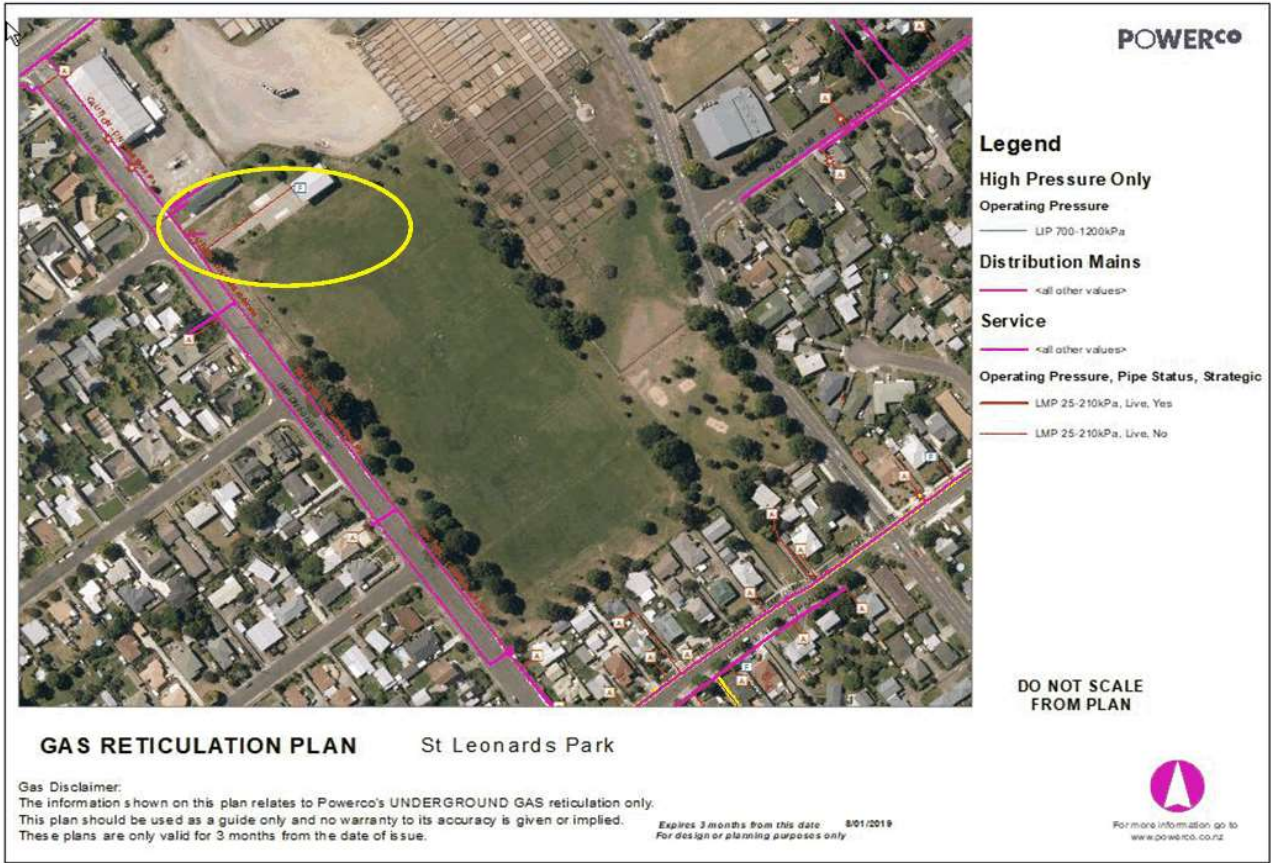 POWERCO
Legend
High Pressure Only
Operating Pressure
LIP 700-1200kPa
Distribution Mains
<all other values>
Service
<all other values>
Operating Pressure, Pipe Status, Strategic
LMP 25-210kPa, Live, Yes
LMP 25-210kPa, Live, No
DO NOT SCALE
FROM PLAN
GAS RETICULATION PLAN St Leonards Park
Gas Disclaimer:
The information shown on this plan relates to Powerco's UNDERGROUND GAS reticulation only.
This plan should be used as a guide only and no warranty to its accuracy is given or implied.
These plans are only valid for 3 months from the date of issue.
Expires 3 months from this date 8/01/2019
For design or planning purposes only
For more information go to
www.powerco.co.nz